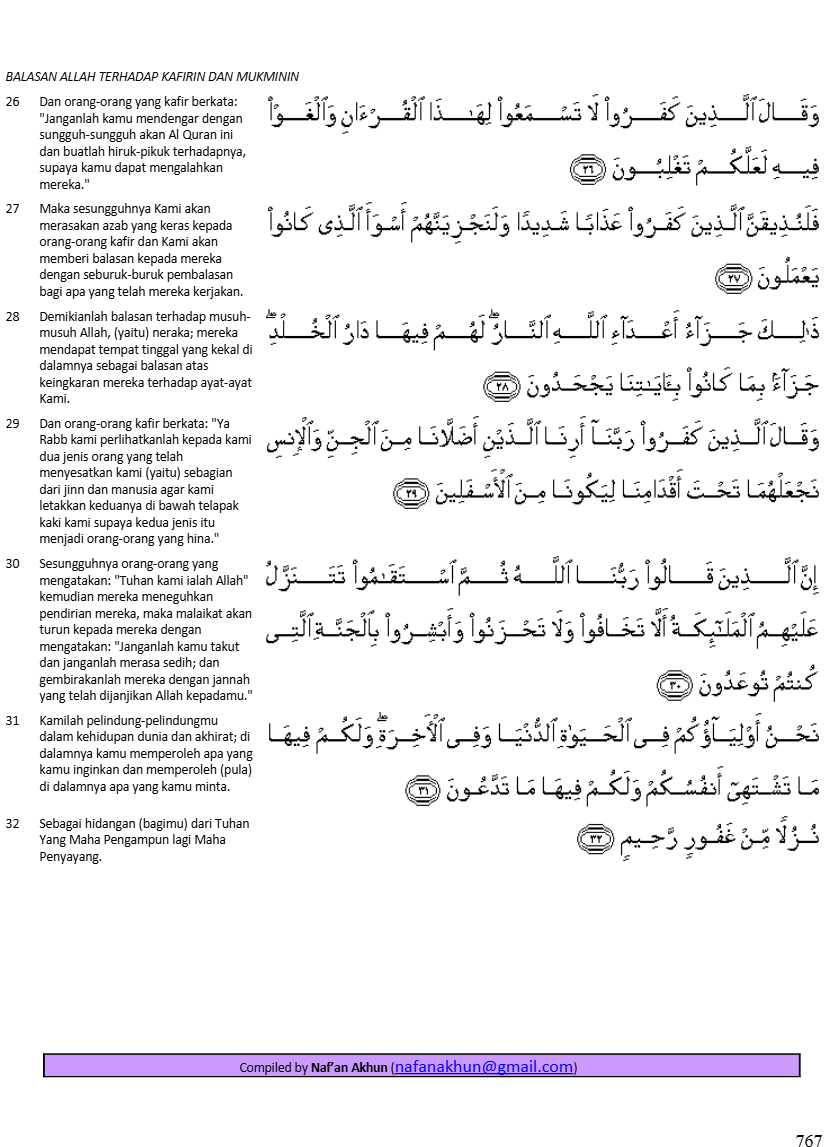 BALASAN ALLAH TERHADAP KAFIRIN DAN MUKMININ
26 Dan orang-orang yang kafir berkata:
"Janganlah kamu mendengar dengan
sungguh-sungguh akan Al Quran ini
dan buatlah hiruk-pikuk terhadapnya,
supaya kamu dapat mengalahkan
mereka."
وَقَالَ ٱلَّذِينَ كَفَرُوا۟ لَا تَسْمَعُوا۟ لِهَـٰذَا ٱلْقُرْءَانِ وَٱلْغَوْا۟
فِيهِ لَعَلَّكُمْ تَغْلِبُونَ ٢٦
27 Maka sesungguhnya Kami akan
merasakan azab yang keras kepada
orang-orang kafir dan Kami akan
memberi balasan kepada mereka
dengan seburuk-buruk pembalasan
bagi apa yang telah mereka kerjakan.
فَلَنُذِيقَنَّ ٱلَّذِينَ كَفَرُوا۟ عَذَابًا شَدِيدًا وَلَنَجْزِيَنَّهُمْ أَسْوَأَ ٱلَّذِى كَانُوا۟
يَعْمَلُونَ ٢٧
28 Demikianlah balasan terhadap musuh-
musuh Allah, (yaitu) neraka; mereka
mendapat tempat tinggal yang kekal di
dalamnya sebagai balasan atas
keingkaran mereka terhadap ayat-ayat
Kami.
ذَٰلِكَ جَزَآءُ أَعْدَآءِ ٱللَّهِ ٱلنَّارُ ۖ لَهُمْ فِيهَا دَارُ ٱلْخُلْدِ ۖ
جَزَآءًۢ بِمَا كَانُوا۟ بِـَٔايَـٰتِنَا يَجْحَدُونَ ٢٨
29 Dan orang-orang kafir berkata: "Ya
Rabb kami perlihatkanlah kepada kami
dua jenis orang yang telah
menyesatkan kami (yaitu) sebagian
dari jinn dan manusia agar kami
letakkan keduanya di bawah telapak
kaki kami supaya kedua jenis itu
menjadi orang-orang yang hina."
وَقَالَ ٱلَّذِينَ كَفَرُوا۟ رَبَّنَآ أَرِنَا ٱلَّذَيْنِ أَضَلَّانَا مِنَ ٱلْجِنِّ وَٱلْإِنسِ
نَجْعَلْهُمَا تَحْتَ أَقْدَامِنَا لِيَكُونَا مِنَ ٱلْأَسْفَلِينَ ٢٩
30 Sesungguhnya orang-orang yang
mengatakan: "Tuhan kami ialah Allah"
kemudian mereka meneguhkan
pendirian mereka, maka malaikat akan
turun kepada mereka dengan
mengatakan: "Janganlah kamu takut
dan janganlah merasa sedih; dan
gembirakanlah mereka dengan jannah
yang telah dijanjikan Allah kepadamu."
إِنَّ ٱلَّذِينَ قَالُوا۟ رَبُّنَا ٱللَّهُ ثُمَّ ٱسْتَقَـٰمُوا۟ تَتَنَزَّلُ
عَلَيْهِمُ ٱلْمَلَـٰٓئِكَةُ أَلَّا تَخَافُوا۟ وَلَا تَحْزَنُوا۟ وَأَبْشِرُوا۟ بِٱلْجَنَّةِ ٱلَّتِى
كُنتُمْ تُوعَدُونَ ٣٠
31 Kamilah pelindung-pelindungmu
dalam kehidupan dunia dan akhirat; di
dalamnya kamu memperoleh apa yang
kamu inginkan dan memperoleh (pula)
di dalamnya apa yang kamu minta.
نَحْنُ أَوْلِيَآؤُكُمْ فِى ٱلْحَيَوٰةِ ٱلدُّنْيَا وَفِى ٱلْـَٔاخِرَةِ ۖ وَلَكُمْ فِيهَا
مَا تَشْتَهِىٓ أَنفُسُكُمْ وَلَكُمْ فِيهَا مَا تَدَّعُونَ ٣١
32 Sebagai hidangan (bagimu) dari Tuhan
Yang Maha Pengampun lagi Maha
Penyayang.
نُزُلًا مِّنْ غَفُورٍ رَّحِيمٍ ٣٢
Compiled by Naf’an Akhun (nafanakhun@gmail.com)
767